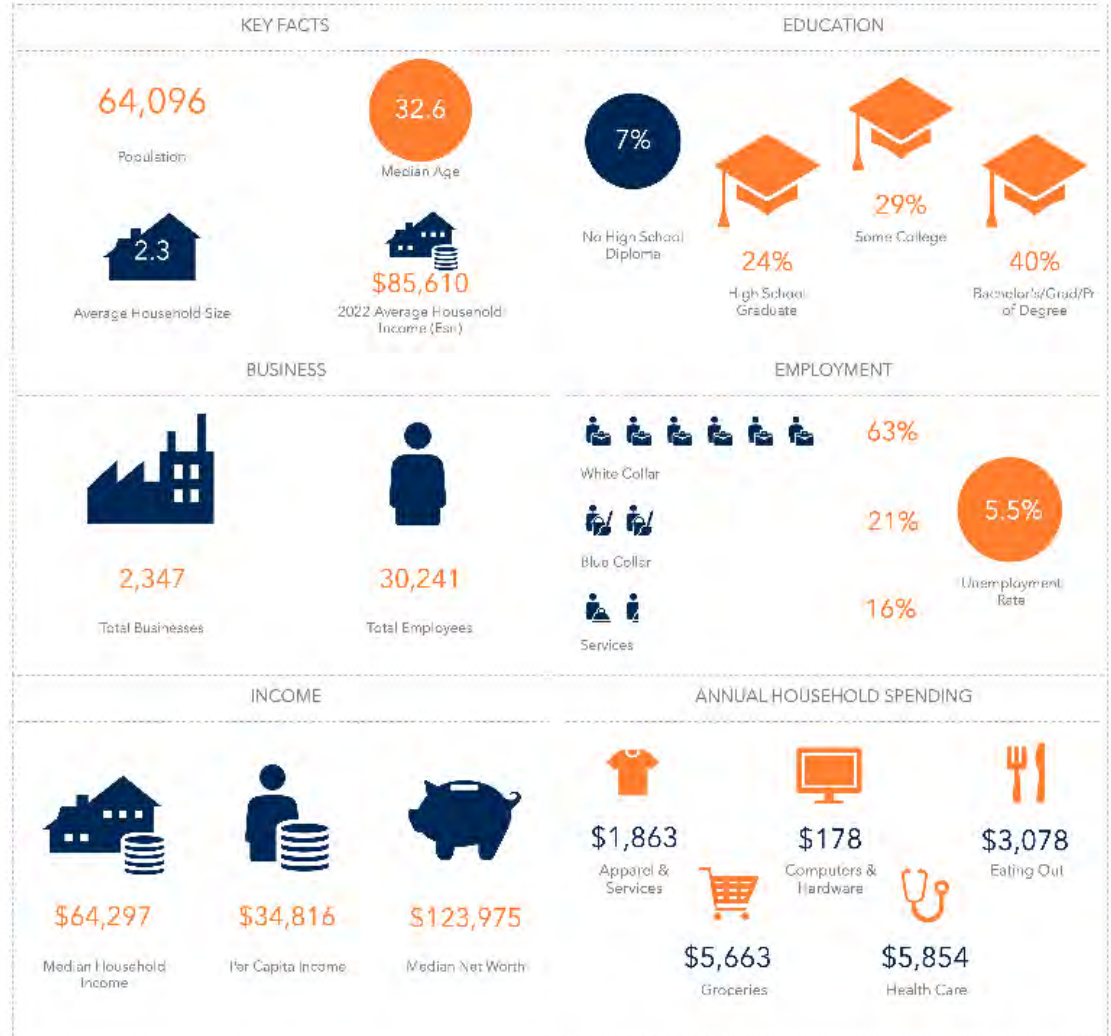 KEY FACTS
64,096
Population
32.6
Median Age
2.3
Average Household Size
$85,610
2022 Average Household
Income (Esri)
EDUCATION
7%
No High School
Diploma
24%
High School
Graduate
29%
Some College
40%
Bachelor's/Grad/Pr
of Degree
BUSINESS
2,347
Total Businesses
30,241
Total Employees
EMPLOYMENT
63%
White Collar
21%
Blue Collar
16%
Services
5.5%
Unemployment
Rate
INCOME
$64,297
Median Household
Income
$34,816
Per Capita Income
$123,975
Median Net Worth
ANNUAL HOUSEHOLD SPENDING
$1,863
Apparel &
Services
$178
Computers &
Hardware
$3,078
Eating Out
$5,663
Groceries
$5,854
Health Care